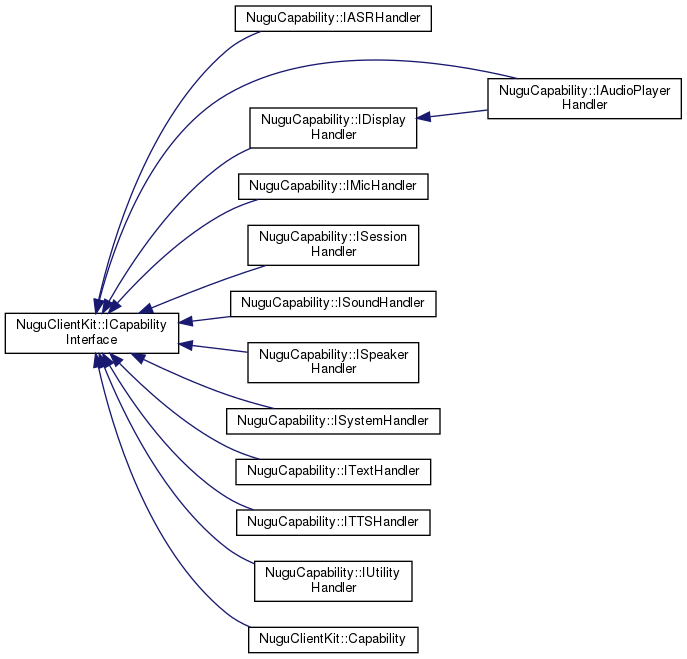 NuguCapability::IASRHandler
NuguCapability::IAudioPlayer
Handler
NuguCapability::IDisplay
Handler
NuguCapability::IMicHandler
NuguCapability::ISession
Handler
NuguCapability::ISoundHandler
NuguClientKit::ICapability
Interface
NuguCapability::ISpeaker
Handler
NuguCapability::ISystemHandler
NuguCapability::ITextHandler
NuguCapability::ITTSHandler
NuguCapability::IUtility
Handler
NuguClientKit::Capability